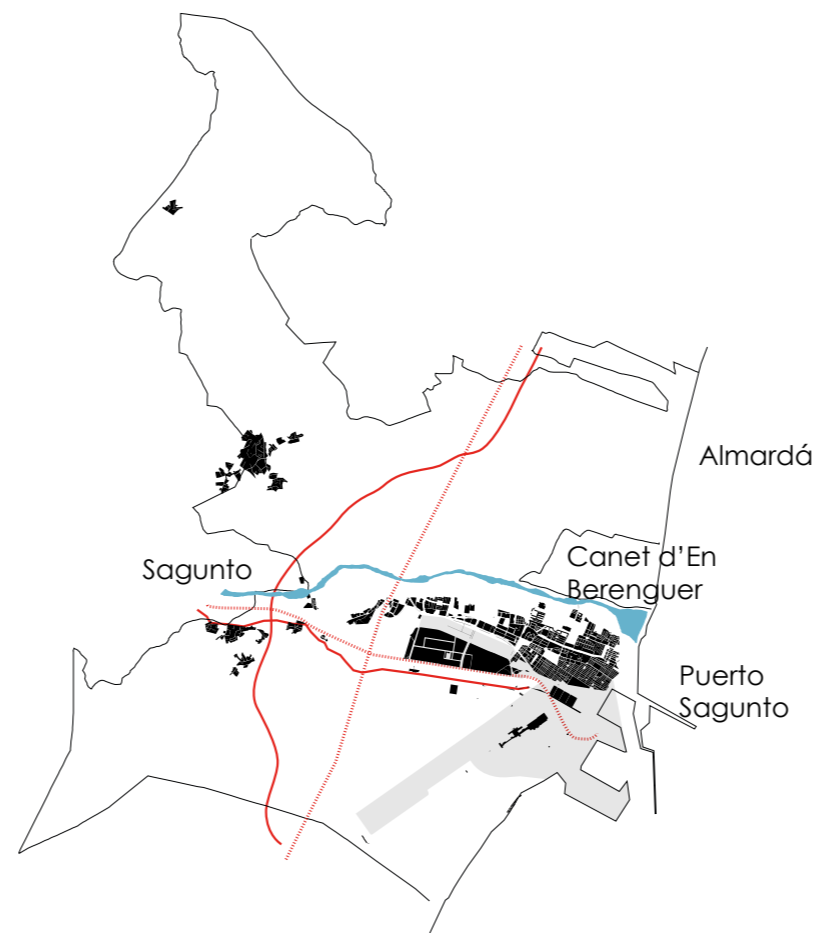 Almardá
Sagunto
Canet d'En
Berenguer
Puerto
Sagunto